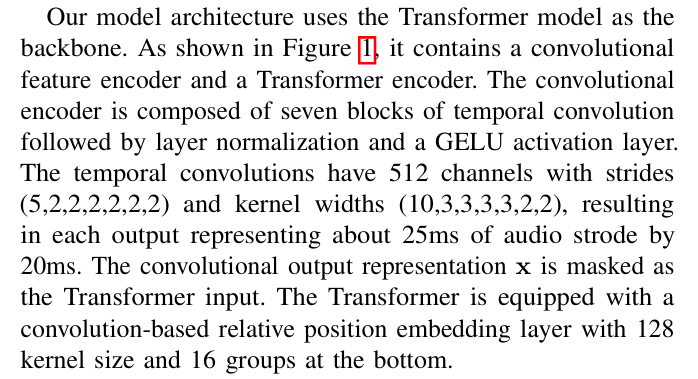 Our model architecture uses the Transformer model as the
backbone. As shown in Figure 1, it contains a convolutional
feature encoder and a Transformer encoder. The convolutional
encoder is composed of seven blocks of temporal convolution
followed by layer normalization and a GELU activation layer.
The temporal convolutions have 512 channels with strides
(5,2,2,2,2,2,2) and kernel widths (10,3,3,3,3,2,2), resulting
in each output representing about 25ms of audio strode by
20ms. The convolutional output representation x is masked as
the Transformer input. The Transformer is equipped with a
convolution-based relative position embedding layer with 128
kernel size and 16 groups at the bottom.